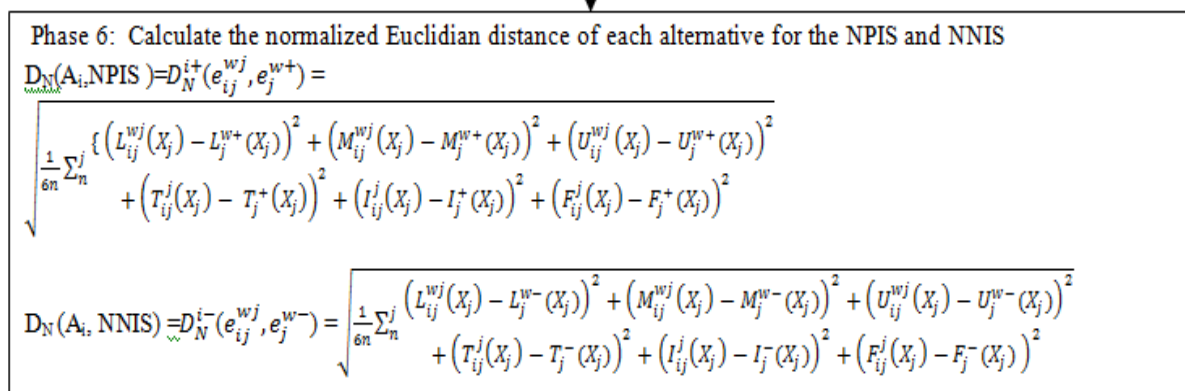 Phase 6: Calculate the normalized Euclidian distance of each alternative for the NPIS and NNIS
D_N(A_i, NPIS )=D_N^{i+}(e_{ij}^{wj}, e_j^{w+}) =
√ 1/6n Σ_n^j { (L_{ij}^{wj}(X_j) − L_j^{w+}(X_j))^2 + (M_{ij}^{wj}(X_j) − M_j^{w+}(X_j))^2 + (U_{ij}^{wj}(X_j) − U_j^{w+}(X_j))^2
+ (T_{ij}^j(X_j) − T_j^+(X_j))^2 + (I_{ij}^j(X_j) − I_j^+(X_j))^2 + (F_{ij}^j(X_j) − F_j^+(X_j))^2
D_N(A_i, NNIS) =D_N^{i−}(e_{ij}^{wj}, e_j^{w−}) = √ 1/6n Σ_n^j (L_{ij}^{wj}(X_j) − L_j^{w−}(X_j))^2 + (M_{ij}^{wj}(X_j) − M_j^{w−}(X_j))^2 + (U_{ij}^{wj}(X_j) − U_j^{w−}(X_j))^2
+ (T_{ij}^j(X_j) − T_j^−(X_j))^2 + (I_{ij}^j(X_j) − I_j^−(X_j))^2 + (F_{ij}^j(X_j) − F_j^−(X_j))^2